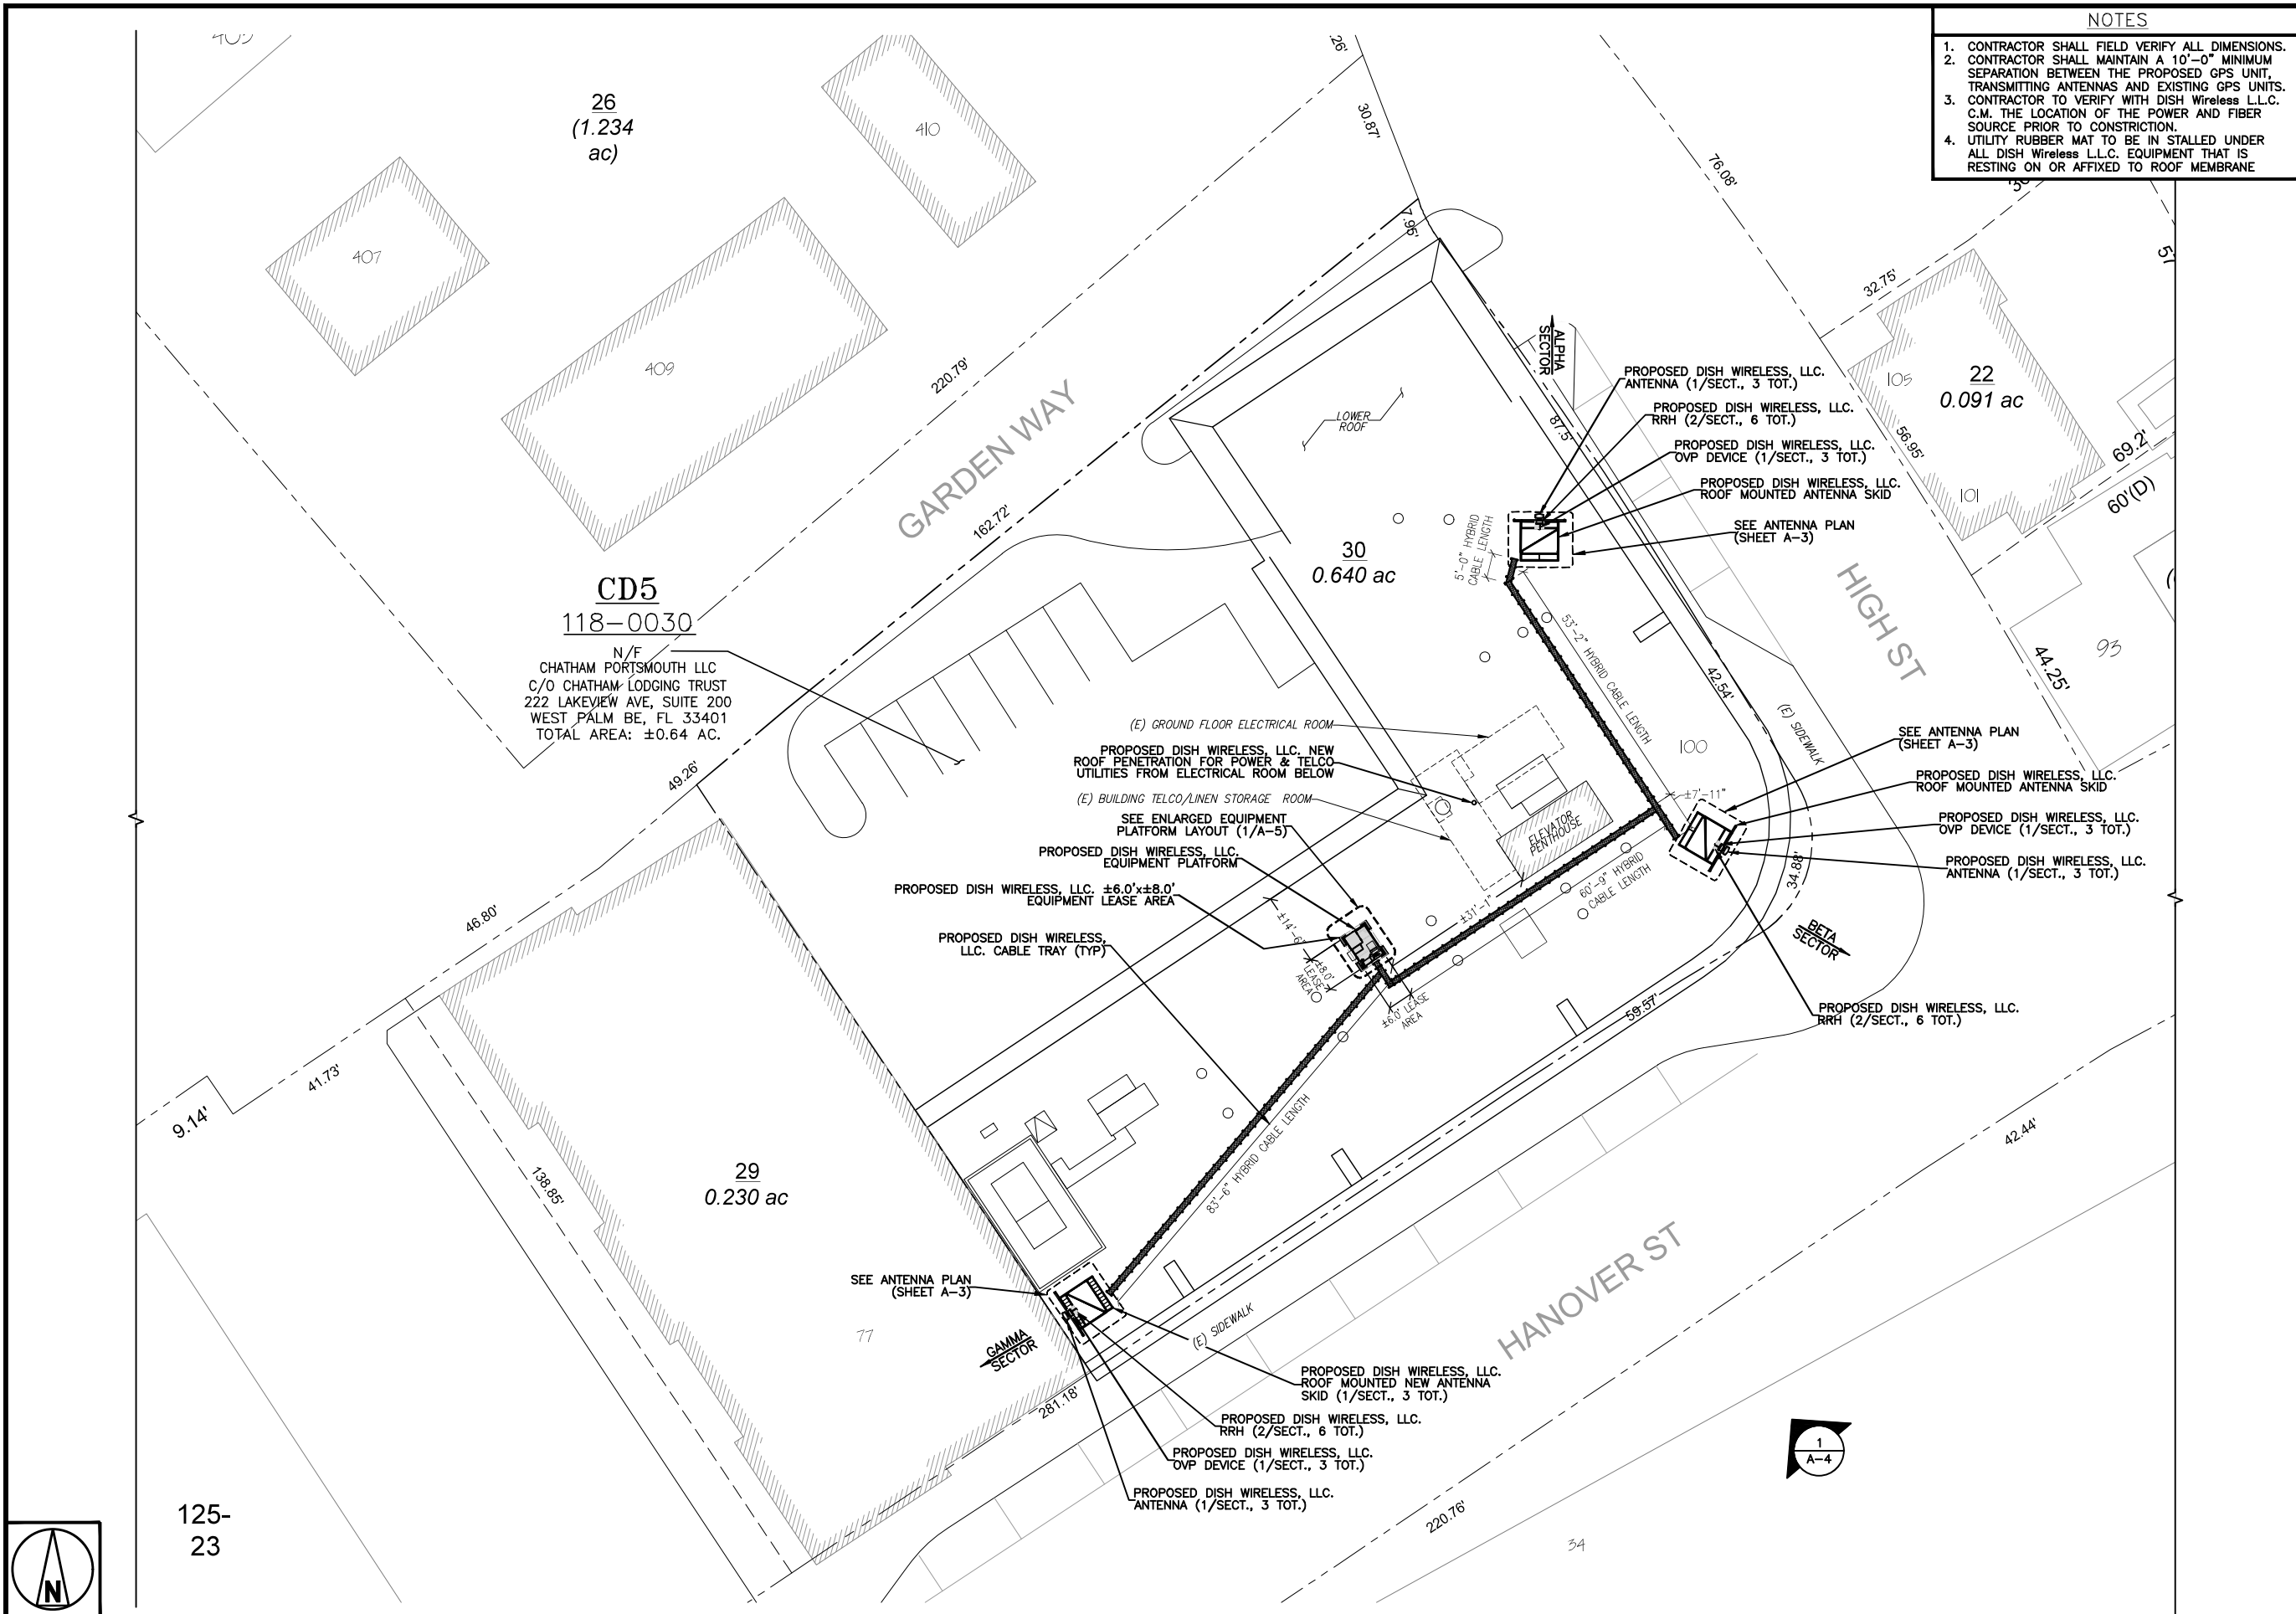 NOTES
1. CONTRACTOR SHALL FIELD VERIFY ALL DIMENSIONS.
2. CONTRACTOR SHALL MAINTAIN A 10'-0" MINIMUM
SEPARATION BETWEEN THE PROPOSED GPS UNIT,
TRANSMITTING ANTENNAS AND EXISTING GPS UNITS.
3. CONTRACTOR TO VERIFY WITH DISH Wireless L.L.C.
C.M. THE LOCATION OF THE POWER AND FIBER
SOURCE PRIOR TO CONSTRICTION.
4. UTILITY RUBBER MAT TO BE IN STALLED UNDER
ALL DISH Wireless L.L.C. EQUIPMENT THAT IS
RESTING ON OR AFFIXED TO ROOF MEMBRANE
26
(1.234
ac)
410
407
409
30.87'
76.08'
7.95'
32.75'
220.79'
GARDEN WAY
162.72'
LOWER
ROOF
ALPHA
SECTOR
87.5'
PROPOSED DISH WIRELESS, LLC.
ANTENNA (1/SECT., 3 TOT.)
PROPOSED DISH WIRELESS, LLC.
RRH (2/SECT., 6 TOT.)
PROPOSED DISH WIRELESS, LLC.
OVP DEVICE (1/SECT., 3 TOT.)
PROPOSED DISH WIRELESS, LLC.
ROOF MOUNTED ANTENNA SKID
SEE ANTENNA PLAN
(SHEET A-3)
105
22
0.091 ac
56.95'
101
69.2'
60'(D)
30
0.640 ac
5'-0" HYBRID
CABLE LENGTH
53'-2" HYBRID CABLE LENGTH
HIGH ST
42.54'
44.25'
93
CD5
118-0030
N/F
CHATHAM PORTSMOUTH LLC
C/O CHATHAM LODGING TRUST
222 LAKEVIEW AVE, SUITE 200
WEST PALM BE, FL 33401
TOTAL AREA: ±0.64 AC.
49.26'
(E) GROUND FLOOR ELECTRICAL ROOM
PROPOSED DISH WIRELESS, LLC. NEW
ROOF PENETRATION FOR POWER & TELCO
UTILITIES FROM ELECTRICAL ROOM BELOW
(E) BUILDING TELCO/LINEN STORAGE ROOM
SEE ENLARGED EQUIPMENT
PLATFORM LAYOUT (1/A-5)
PROPOSED DISH WIRELESS, LLC.
EQUIPMENT PLATFORM
PROPOSED DISH WIRELESS, LLC. ±6.0'x±8.0'
EQUIPMENT LEASE AREA
PROPOSED DISH WIRELESS,
LLC. CABLE TRAY (TYP)
100
(E) SIDEWALK
±7'-11"
ELEVATOR
PENTHOUSE
60'-9" HYBRID
CABLE LENGTH
±31'-1"
±14'-6"
±8.0'
LEASE
AREA
±6.0' LEASE
AREA
SEE ANTENNA PLAN
(SHEET A-3)
PROPOSED DISH WIRELESS, LLC.
ROOF MOUNTED ANTENNA SKID
PROPOSED DISH WIRELESS, LLC.
OVP DEVICE (1/SECT., 3 TOT.)
PROPOSED DISH WIRELESS, LLC.
ANTENNA (1/SECT., 3 TOT.)
34.88'
BETA
SECTOR
PROPOSED DISH WIRELESS, LLC.
RRH (2/SECT., 6 TOT.)
59.57'
46.80'
41.73'
9.14'
138.85'
29
0.230 ac
83'-6" HYBRID CABLE LENGTH
42.44'
HANOVER ST
SEE ANTENNA PLAN
(SHEET A-3)
77
GAMMA
SECTOR
(E) SIDEWALK
281.18'
PROPOSED DISH WIRELESS, LLC.
ROOF MOUNTED NEW ANTENNA
SKID (1/SECT., 3 TOT.)
PROPOSED DISH WIRELESS, LLC.
RRH (2/SECT., 6 TOT.)
PROPOSED DISH WIRELESS, LLC.
OVP DEVICE (1/SECT., 3 TOT.)
PROPOSED DISH WIRELESS, LLC.
ANTENNA (1/SECT., 3 TOT.)
1
A-4
220.76'
34
125-
23
N